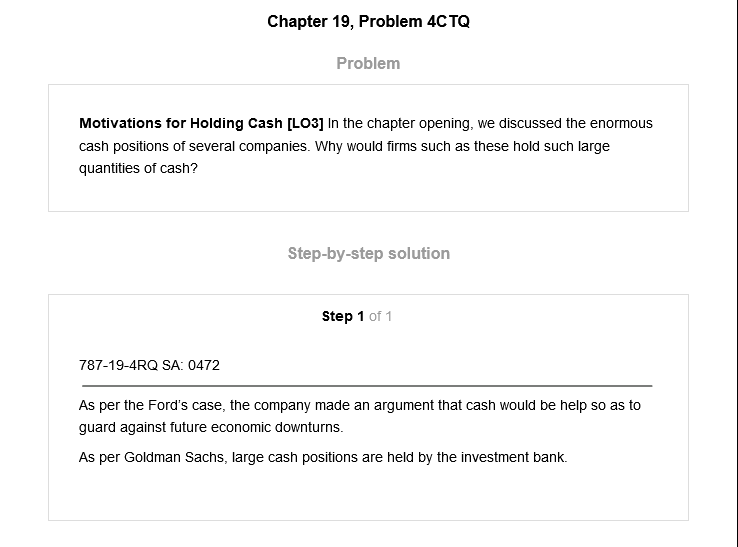 Chapter 19, Problem 4CTQ
Problem
Motivations for Holding Cash [LO3] In the chapter opening, we discussed the enormous
cash positions of several companies. Why would firms such as these hold such large
quantities of cash?
Step-by-step solution
Step 1 of 1
787-19-4RQ SA: 0472
As per the Ford's case, the company made an argument that cash would be help so as to
guard against future economic downturns.
As per Goldman Sachs, large cash positions are held by the investment bank.